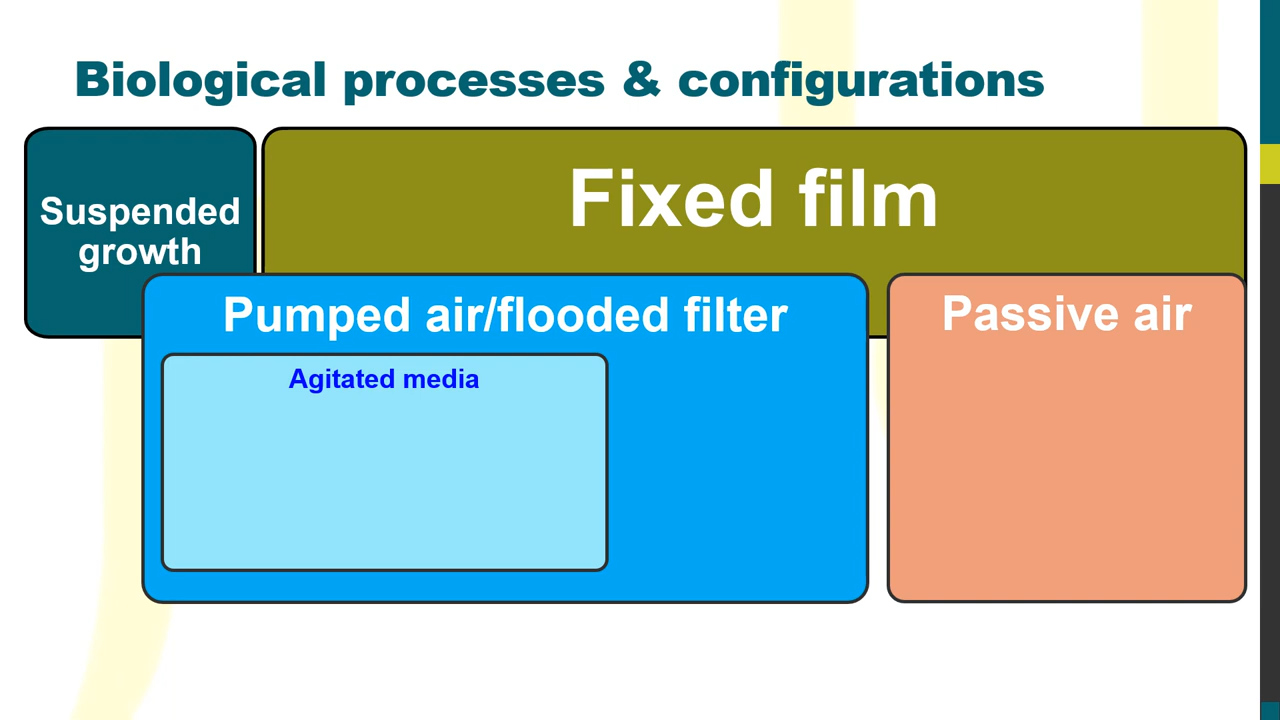 Biological processes & configurations
Suspended
growth
Fixed film
Pumped air/flooded filter
Passive air
Agitated media